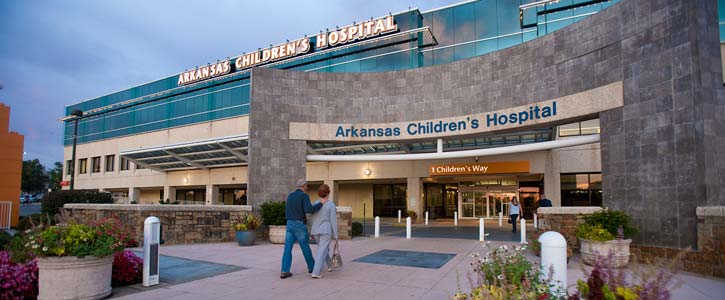 ARKANSAS CHILDREN'S HOSPITAL
Arkansas Children's Hospital
1 Children's Way